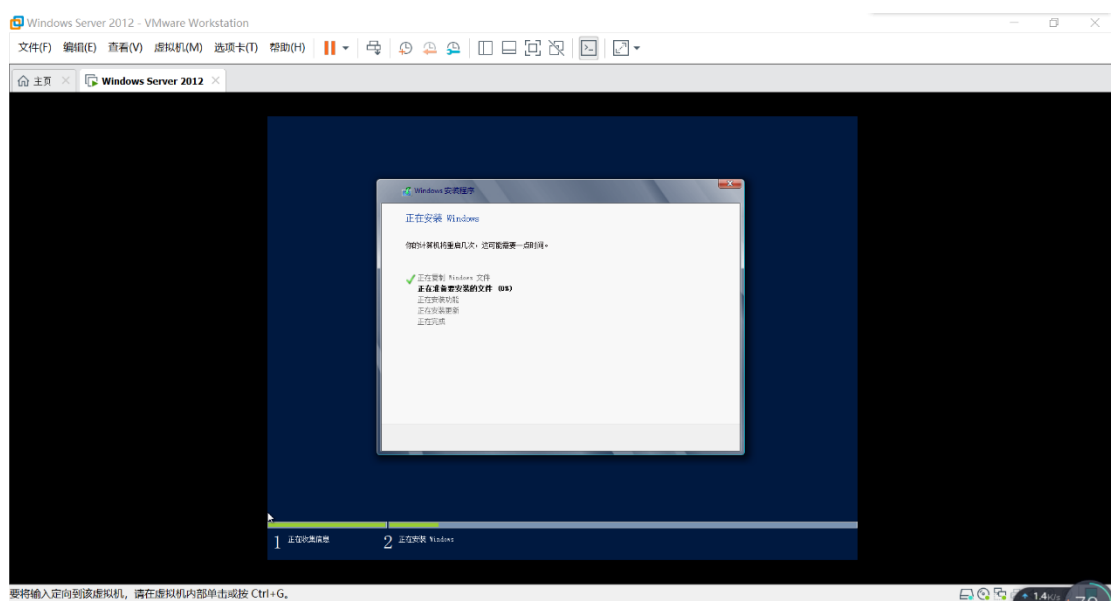 Windows Server 2012 - VMware Workstation
文件(F) 编辑(E) 查看(V) 虚拟机(M) 选项卡(T) 帮助(H)
主页 Windows Server 2012
Windows 安装程序
正在安装 Windows
你的计算机将重启几次，这可能需要一点时间。
正在复制 Windows 文件
正在准备要安装的文件 (0%)
正在安装功能
正在安装更新
正在完成
1 正在收集信息 2 正在安装 Windows
要将输入定向到该虚拟机，请在虚拟机内部单击或按 Ctrl+G。
1.4K/s